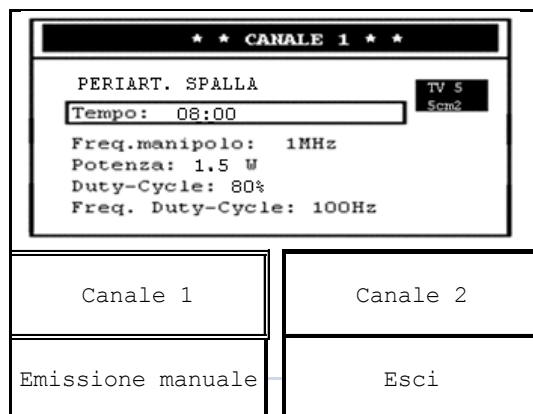 * * CANALE 1 * *
PERIART. SPALLA
TV 5
5cm2
Tempo: 08:00
Freq.manipolo: 1MHz
Potenza: 1.5 W
Duty-Cycle: 80%
Freq. Duty-Cycle: 100Hz
Canale 1
Canale 2
Emissione manuale
Esci